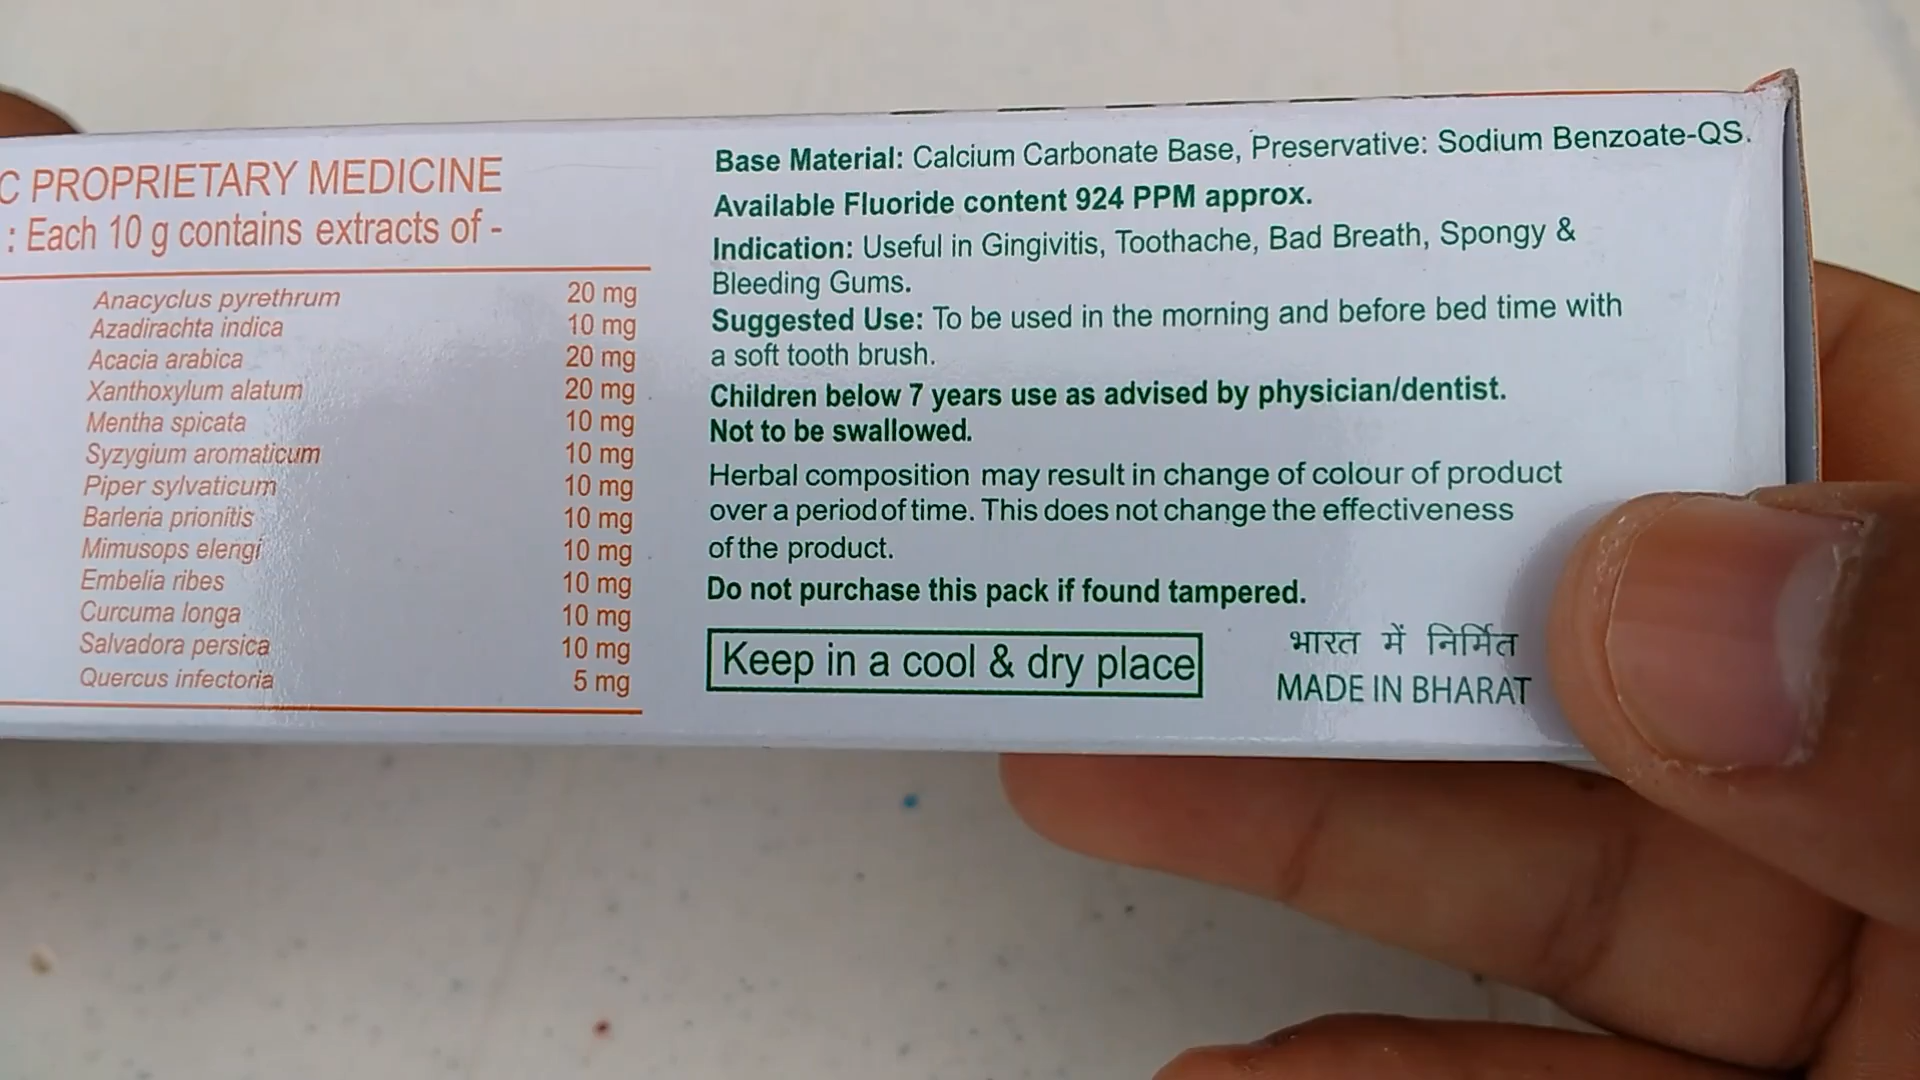 C PROPRIETARY MEDICINE
: Each 10 g contains extracts of -
Anacyclus pyrethrum 20 mg
Azadirachta indica 10 mg
Acacia arabica 20 mg
Xanthoxylum alatum 20 mg
Mentha spicata 10 mg
Syzygium aromaticum 10 mg
Piper sylvaticum 10 mg
Barleria prionitis 10 mg
Mimusops elengi 10 mg
Embelia ribes 10 mg
Curcuma longa 10 mg
Salvadora persica 10 mg
Quercus infectoria 5 mg
Base Material: Calcium Carbonate Base, Preservative: Sodium Benzoate-QS.
Available Fluoride content 924 PPM approx.
Indication: Useful in Gingivitis, Toothache, Bad Breath, Spongy &
Bleeding Gums.
Suggested Use: To be used in the morning and before bed time with
a soft tooth brush.
Children below 7 years use as advised by physician/dentist.
Not to be swallowed.
Herbal composition may result in change of colour of product
over a period of time. This does not change the effectiveness
of the product.
Do not purchase this pack if found tampered.
Keep in a cool & dry place
भारत में निर्मित
MADE IN BHARAT